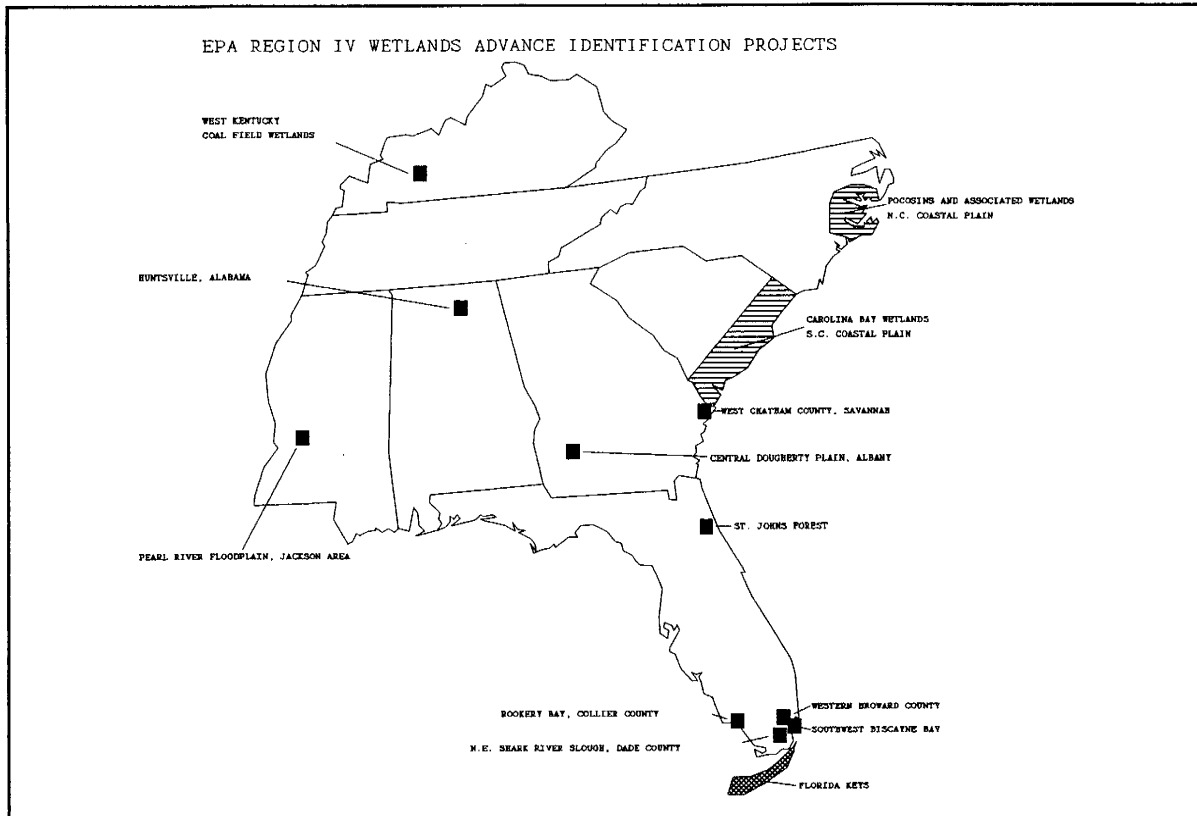 EPA REGION IV WETLANDS ADVANCE IDENTIFICATION PROJECTS
WEST KENTUCKY
COAL FIELD WETLANDS
POCOSINS AND ASSOCIATED WETLANDS
N.C. COASTAL PLAIN
HUNTSVILLE, ALABAMA
CAROLINA BAY WETLANDS
S.C. COASTAL PLAIN
WEST CHATHAM COUNTY, SAVANNAH
CENTRAL DOUGHERTY PLAIN, ALBANY
ST. JOHNS FOREST
PEARL RIVER FLOODPLAIN, JACKSON AREA
ROOKERY BAY, COLLIER COUNTY
WESTERN BROWARD COUNTY
SOUTHWEST BISCAYNE BAY
N.E. SHARK RIVER SLOUGH, DADE COUNTY
FLORIDA KEYS